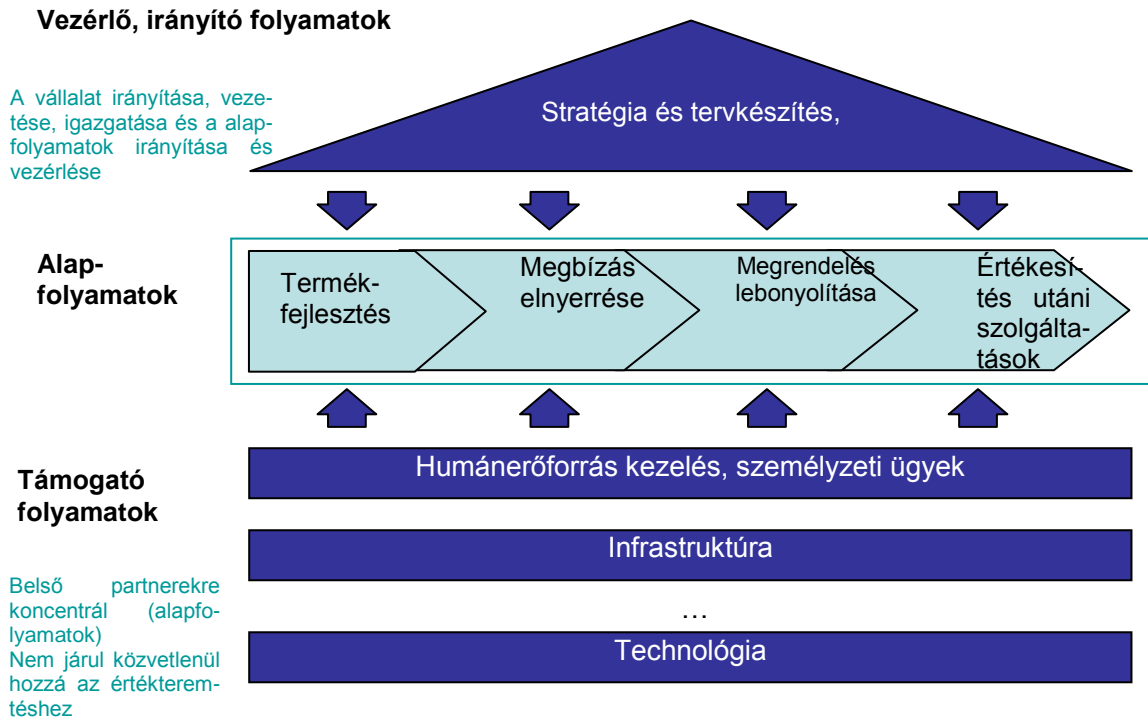 Vezérlő, irányító folyamatok
A vállalat irányítása, veze-
tése, igazgatása és a alap-
folyamatok irányítása és
vezérlése
Stratégia és tervkészítés,
Alap-
folyamatok
Termék-
fejlesztés
Megbízás
elnyerrése
Megrendelés
lebonyolítása
Értékesí-
tés utáni
szolgálta-
tások
Támogató
folyamatok
Humánerőforrás kezelés, személyzeti ügyek
Infrastruktúra
…
Technológia
Belső partnerekre
koncentrál (alapfo-
lyamatok)
Nem járul közvetlenül
hozzá az értékterem-
téshez